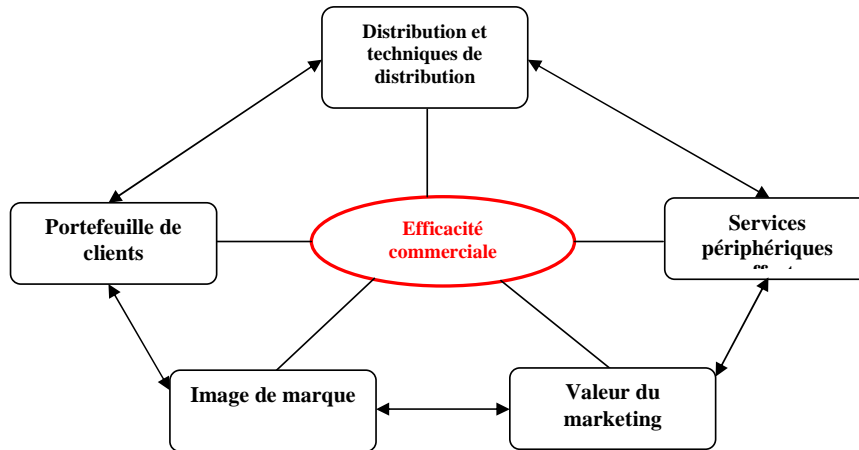 Distribution et
techniques de
distribution
Portefeuille de
clients
Efficacité
commerciale
Services
périphériques
Image de marque
Valeur du
marketing